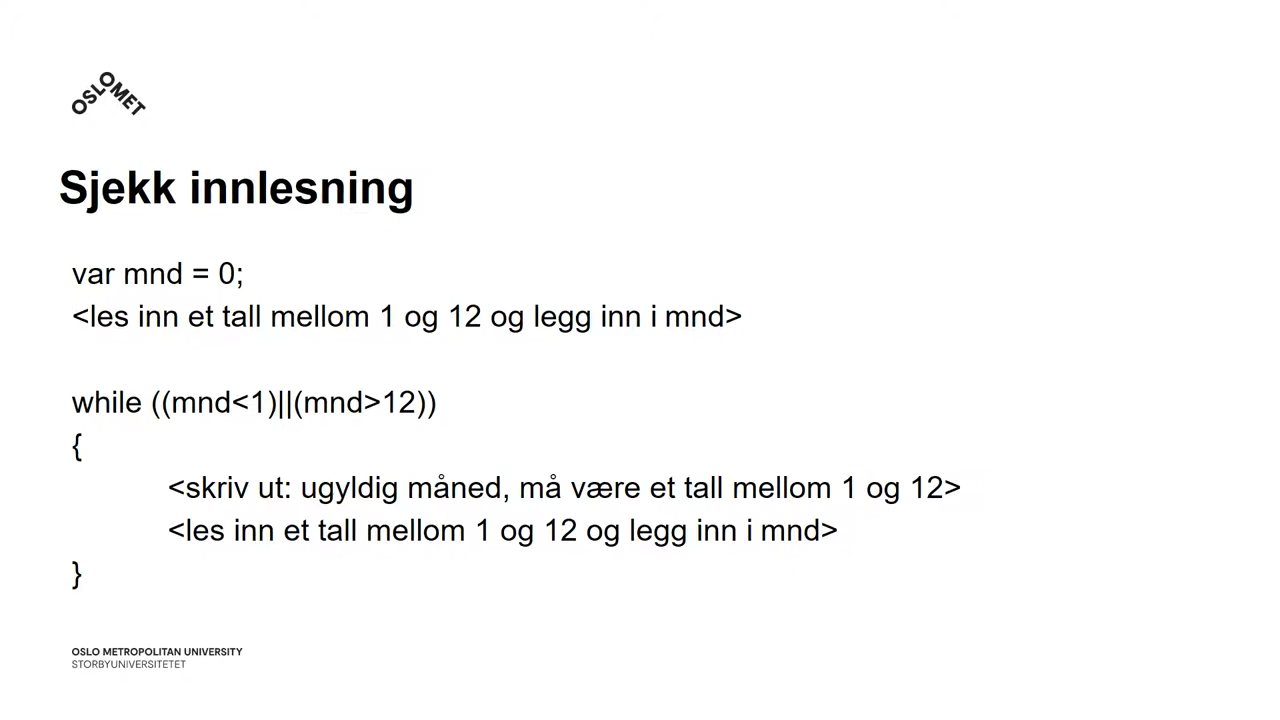 OSLOMET
Sjekk innlesning
var mnd = 0;
<les inn et tall mellom 1 og 12 og legg inn i mnd>
while ((mnd<1)||(mnd>12))
{
<skriv ut: ugyldig måned, må være et tall mellom 1 og 12>
<les inn et tall mellom 1 og 12 og legg inn i mnd>
}
OSLO METROPOLITAN UNIVERSITY
STORBYUNIVERSITETET